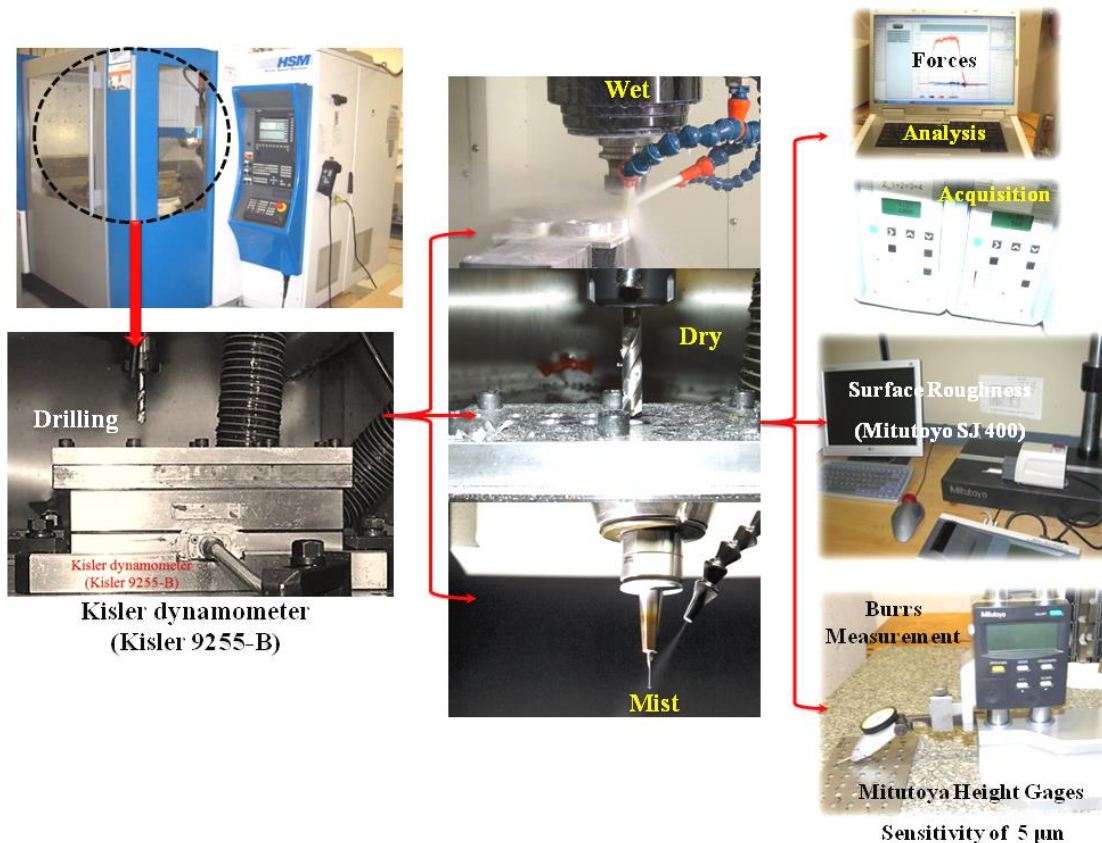 HSM
Drilling
Kisler dynamometer
(Kisler 9255-B)
Kisler dynamometer
(Kisler 9255-B)
Wet
Dry
Mist
Forces
Analysis
Acquisition
Surface Roughness
(Mitutoyo SJ 400)
Mitutoyo
Burrs
Measurement
Mitutoyo
Mitutoya Height Gages
Sensitivity of 5 µm